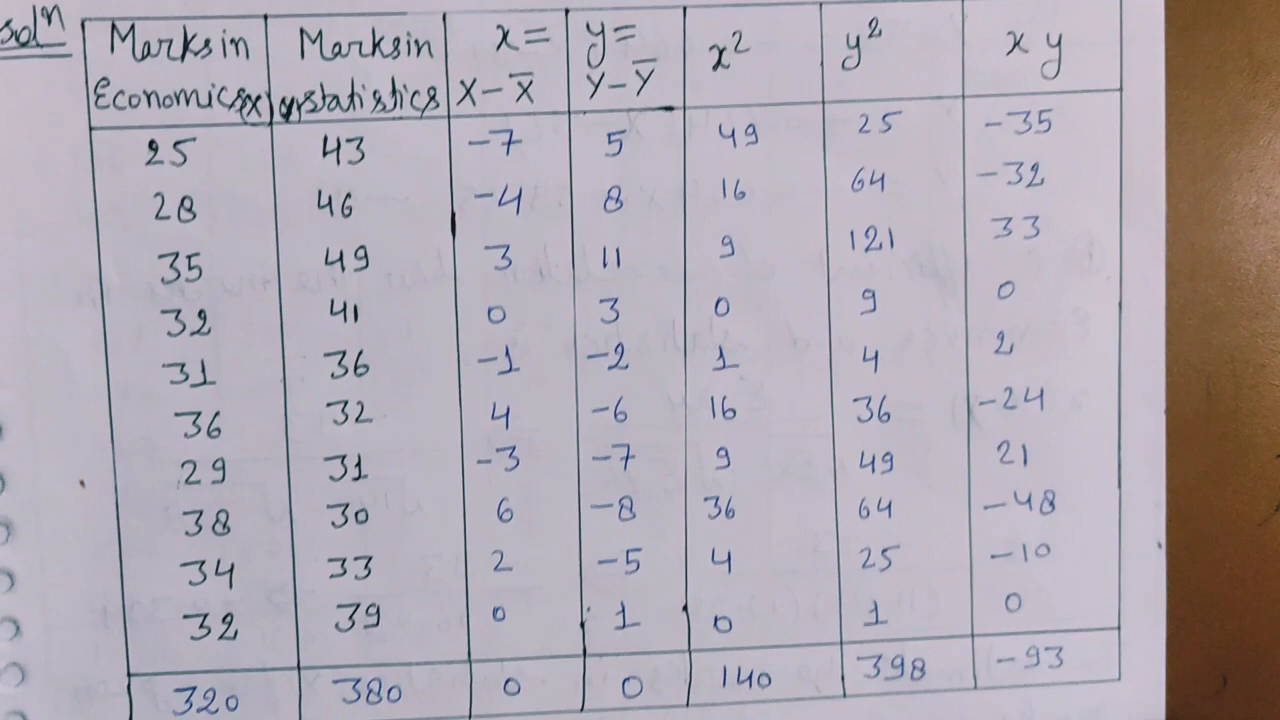 soln
Marks in Marks in x = y = x² y² x y
Economics(x) (y)statistics X – X̄ Y – Ȳ
25 43 –7 5 49 25 –35
28 46 –4 8 16 64 –32
35 49 3 11 9 121 33
32 41 0 3 0 9 0
31 36 –1 –2 1 4 2
36 32 4 –6 16 36 –24
29 31 –3 –7 9 49 21
38 30 6 –8 36 64 –48
34 33 2 –5 4 25 –10
32 39 0 1 0 1 0
320 380 0 0 140 398 –93